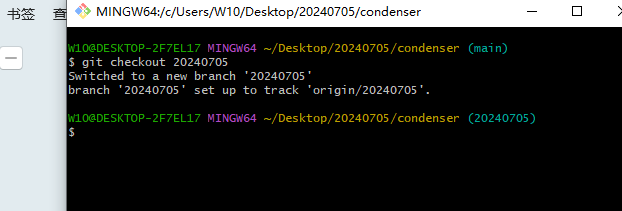 书签
MINGW64:/c/Users/W10/Desktop/20240705/condenser
W10@DESKTOP-2F7EL17 MINGW64 ~/Desktop/20240705/condenser (main)
$ git checkout 20240705
Switched to a new branch '20240705'
branch '20240705' set up to track 'origin/20240705'.
W10@DESKTOP-2F7EL17 MINGW64 ~/Desktop/20240705/condenser (20240705)
$